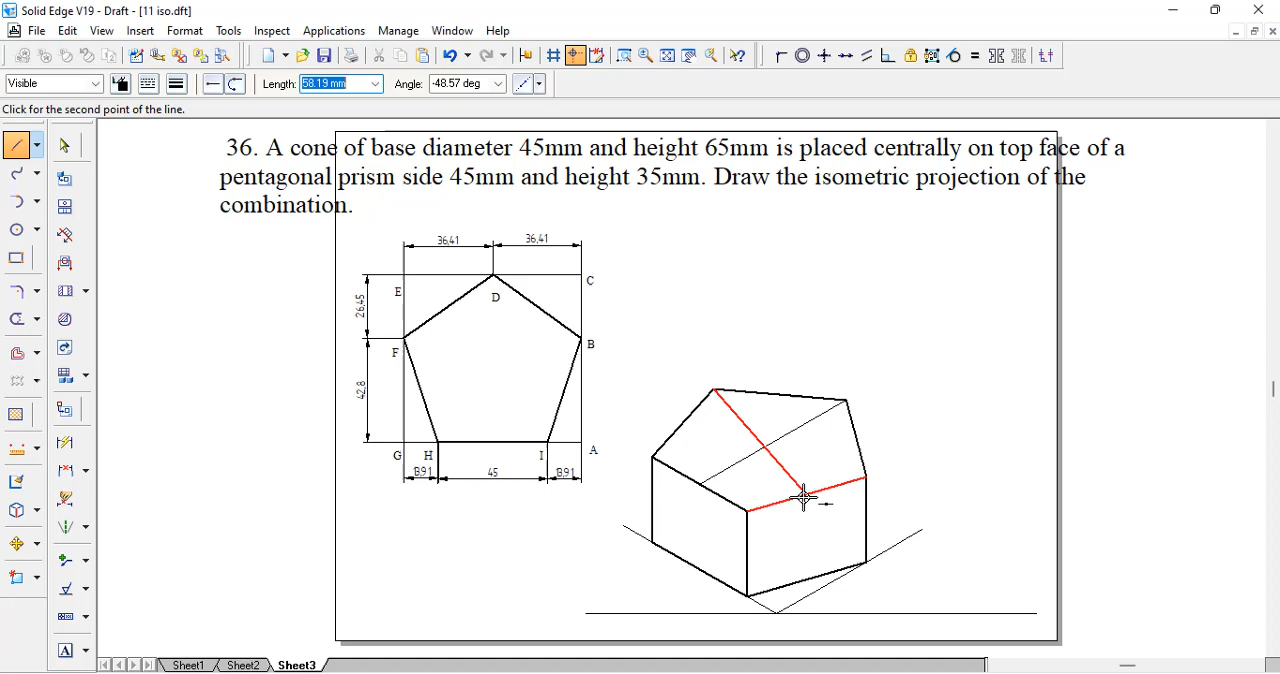 Solid Edge V19 - Draft - [11 iso.dft]
File Edit View Insert Format Tools Inspect Applications Manage Window Help
Visible Length: 58.19 mm Angle: -48.57 deg
Click for the second point of the line.
36. A cone of base diameter 45mm and height 65mm is placed centrally on top face of a
pentagonal prism side 45mm and height 35mm. Draw the isometric projection of the
combination.
36,41 36,41
E C
D
26,45
F B
42,8
G H I A
13,91 45 13,91
Sheet1 Sheet2 Sheet3